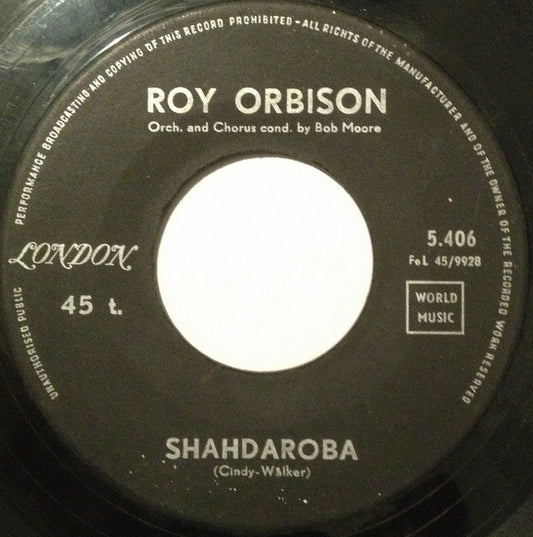 UNAUTHORISED PUBLIC PERFORMANCE BROADCASTING AND COPYING OF THIS RECORD PROHIBITED - ALL RIGHTS OF THE MANUFACTURER AND OF THE OWNER OF THE RECORDED WORK RESERVED
ROY ORBISON
Orch. and Chorus cond. by Bob Moore
LONDON
45 t.
5.406
FoL 45/9928
WORLD
MUSIC
SHAHDAROBA
(Cindy-Walker)